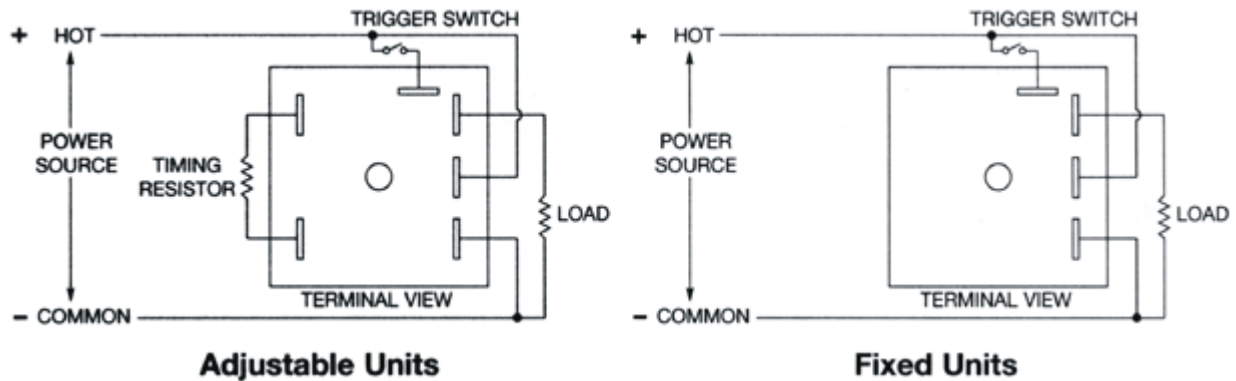 TRIGGER SWITCH
+ HOT
POWER
SOURCE
TIMING
RESISTOR
LOAD
TERMINAL VIEW
- COMMON
Adjustable Units
TRIGGER SWITCH
+ HOT
POWER
SOURCE
LOAD
TERMINAL VIEW
- COMMON
Fixed Units